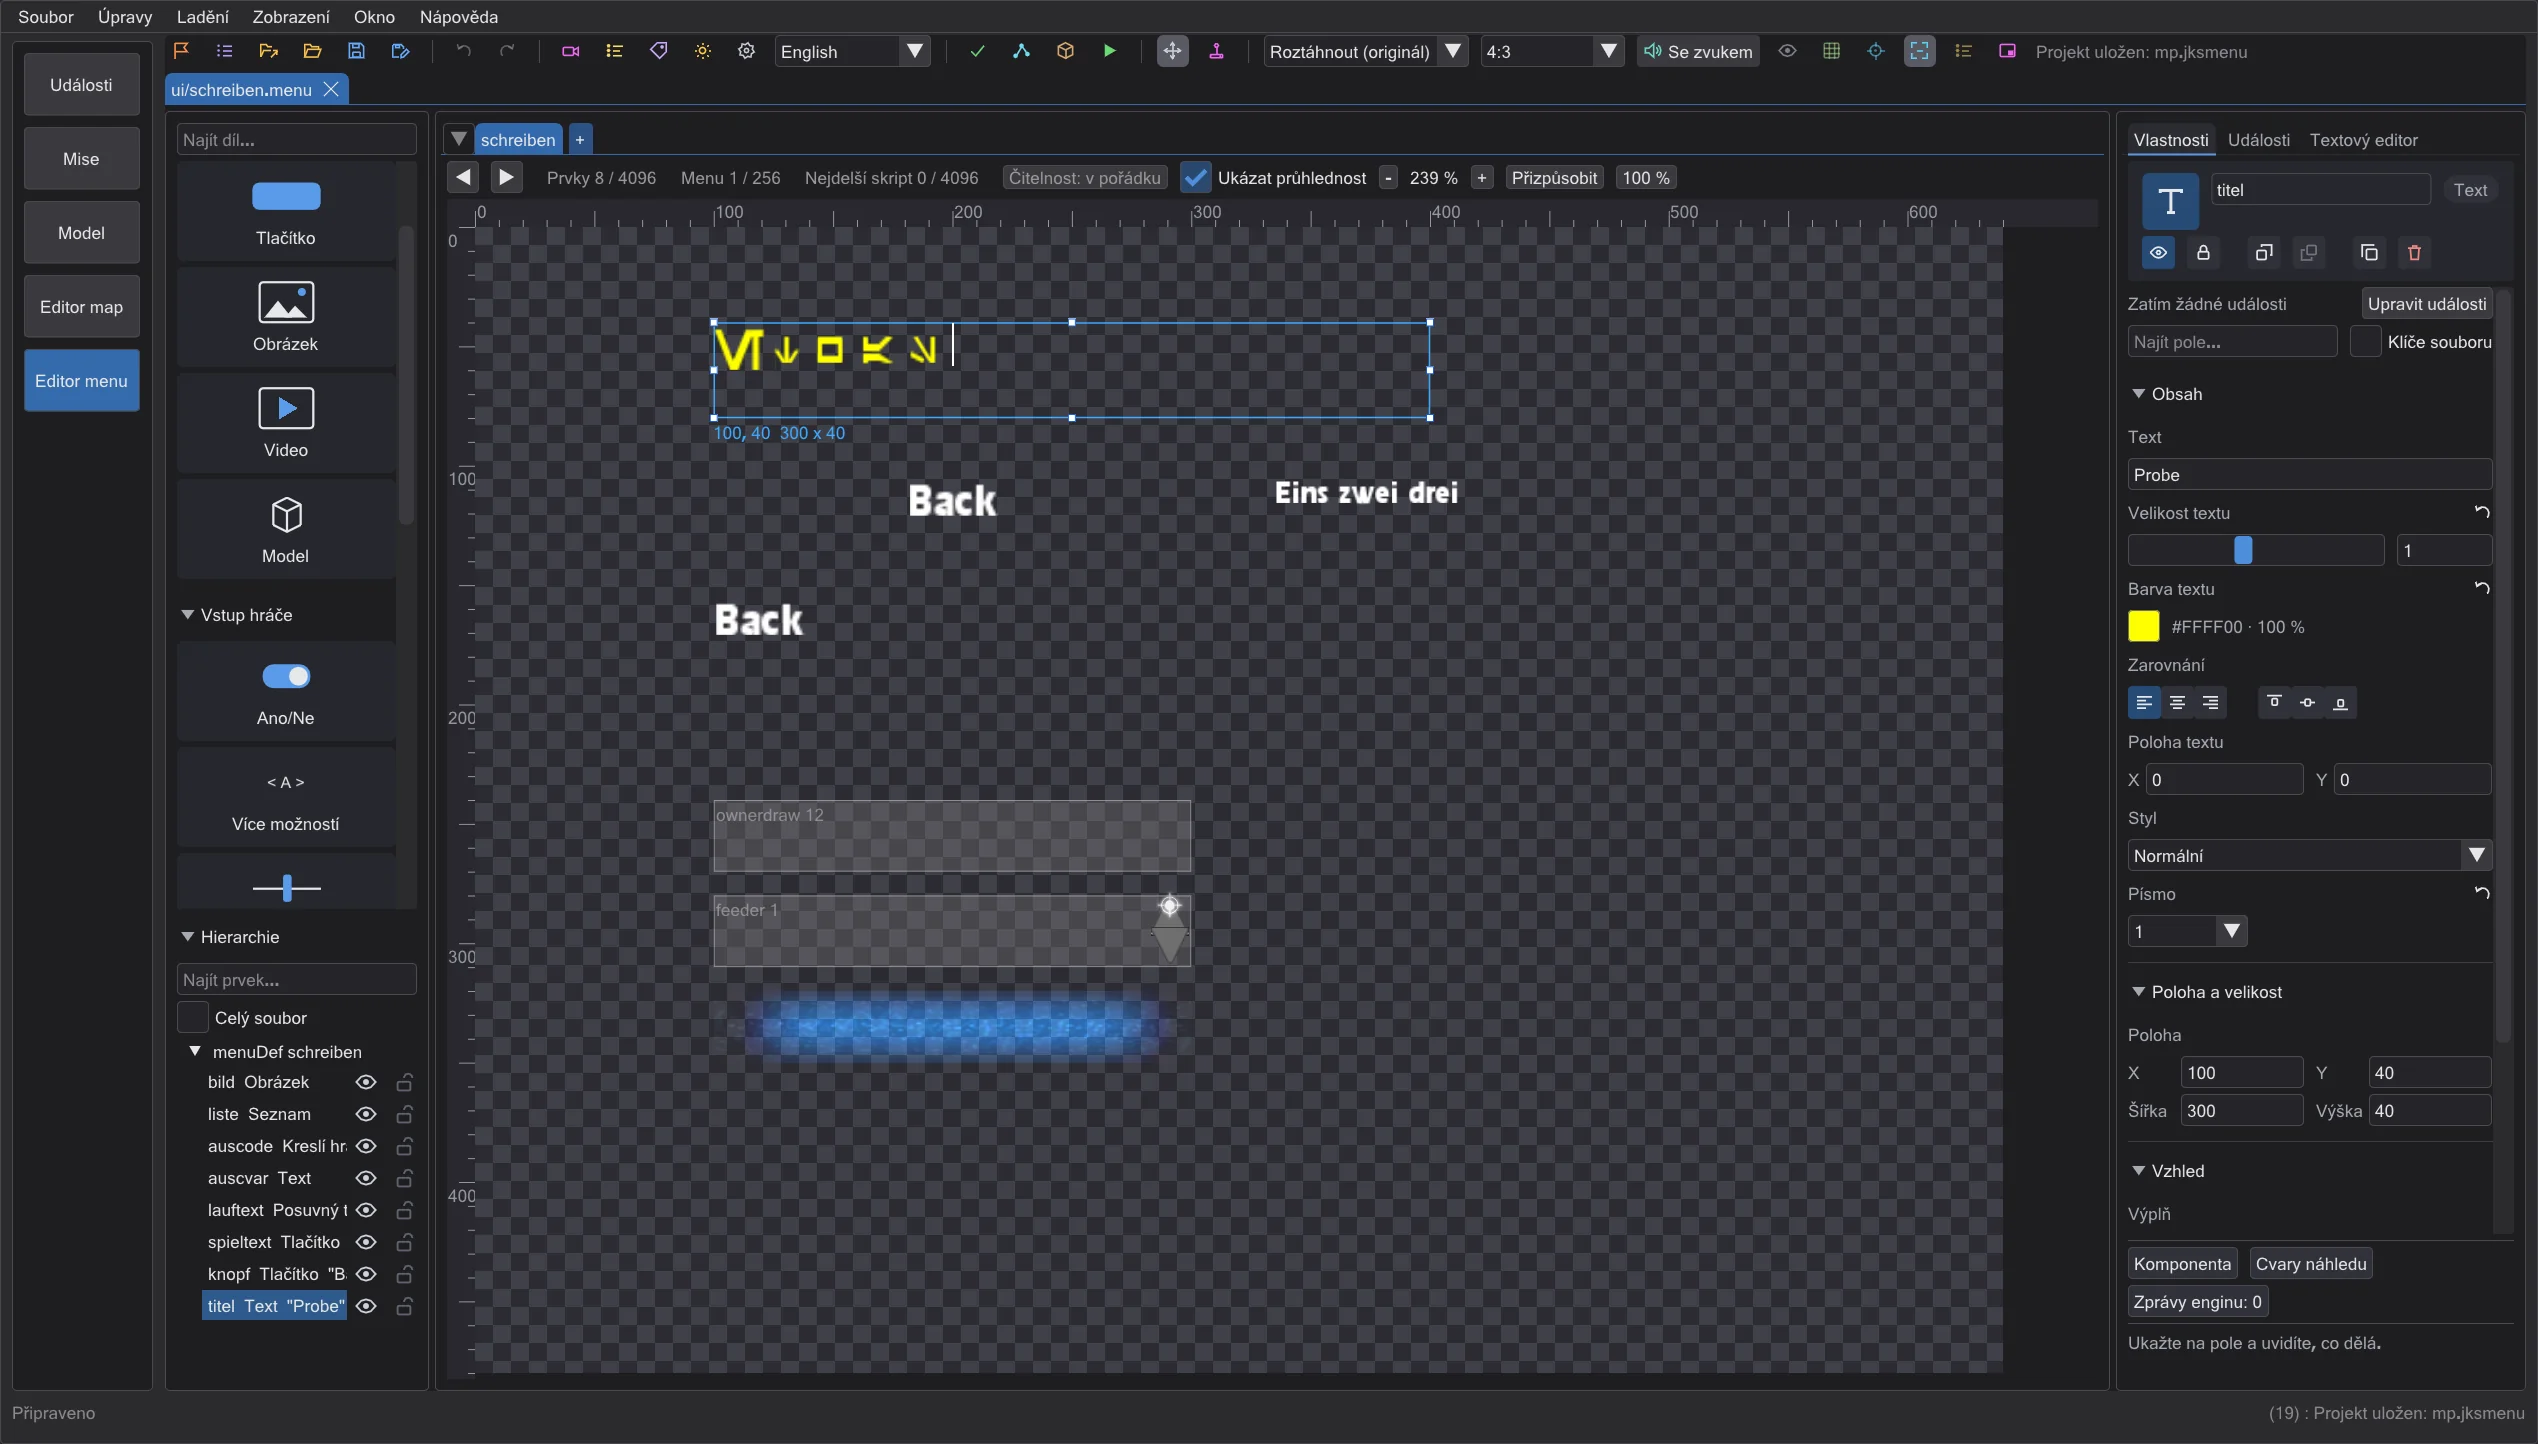 Soubor Úpravy Ladění Zobrazení Okno Nápověda
English
Roztáhnout (originál)
4:3
Se zvukem
Projekt uložen: mp.jksmenu
Události
Mise
Model
Editor map
Editor menu
ui/schreiben.menu
Najít díl...
Tlačítko
Obrázek
Video
Model
Vstup hráče
Ano/Ne
< A >
Více možností
Hierarchie
Najít prvek...
Celý soubor
menuDef schreiben
bild Obrázek
liste Seznam
auscode Kreslí hr
auscvar Text
lauftext Posuvný t
spieltext Tlačítko
knopf Tlačítko "B
titel Text "Probe"
schreiben +
Prvky 8 / 4096 Menu 1 / 256 Nejdelší skript 0 / 4096 Čitelnost: v pořádku Ukázat průhlednost - 239 % + Přizpůsobit 100 %
0 100 200 300 400 500 600
0
100
200
300
400
100, 40 300 x 40
Back
Eins zwei drei
Back
ownerdraw 12
feeder 1
Vlastnosti Události Textový editor
T titel Text
Zatím žádné události Upravit události
Najít pole... Klíče souboru
Obsah
Text
Probe
Velikost textu
1
Barva textu
#FFFF00 · 100 %
Zarovnání
Poloha textu
X 0 Y 0
Styl
Normální
Písmo
1
Poloha a velikost
Poloha
X 100 Y 40
Šířka 300 Výška 40
Vzhled
Výplň
Komponenta Cvary náhledu
Zprávy enginu: 0
Ukažte na pole a uvidíte, co dělá.
Připraveno
(19) : Projekt uložen: mp.jksmenu